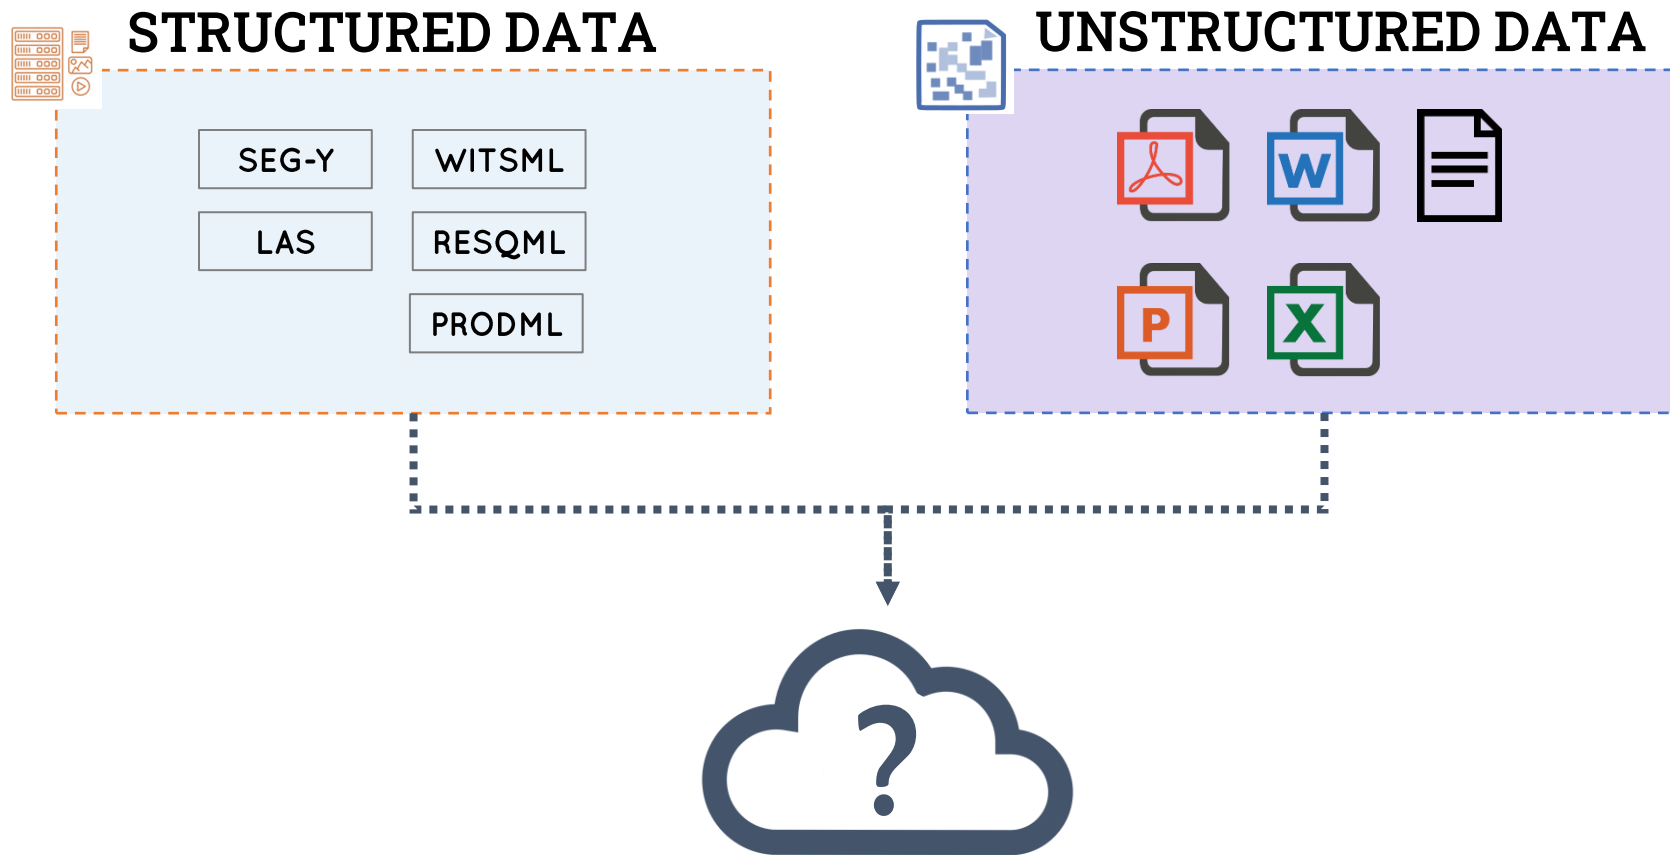 STRUCTURED DATA
UNSTRUCTURED DATA
SEG-Y
WITSML
LAS
RESQML
PRODML
W
P
X
?